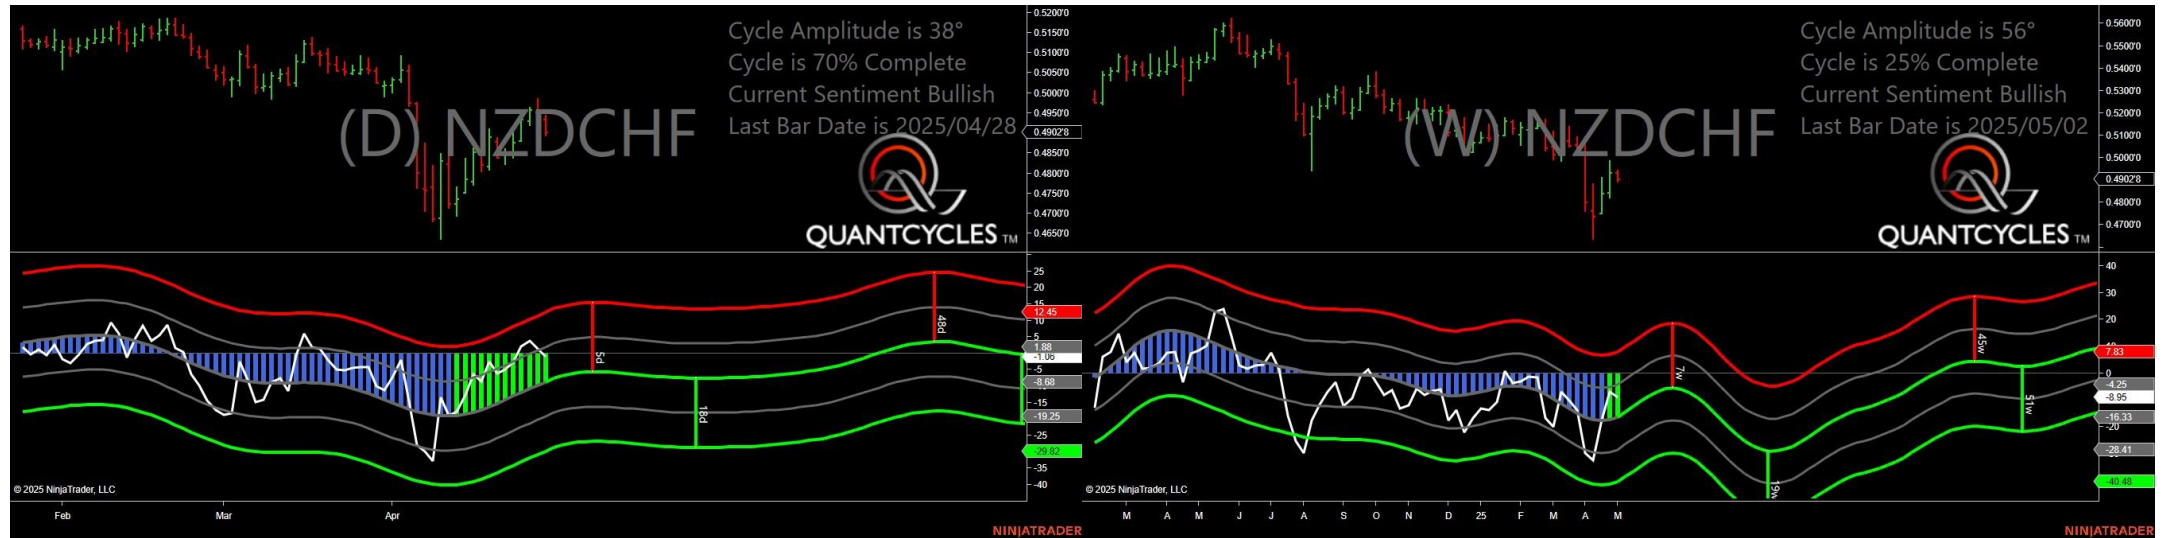 Cycle Amplitude is 38°
Cycle is 70% Complete
Current Sentiment Bullish
Last Bar Date is 2025/04/28
(D) NZDCHF
QUANTCYCLES TM
0.5200'0
0.5150'0
0.5100'0
0.5050'0
0.5000'0
0.4950'0
0.4902'8
0.4850'0
0.4800'0
0.4750'0
0.4700'0
0.4650'0
25
20
15
12.45
10
5
1.88
-1.06
-5
-8.68
-15
-19.25
-25
-29.82
-35
-40
5d
18d
48d
© 2025 NinjaTrader, LLC
Feb
Mar
Apr
NINJATRADER
Cycle Amplitude is 56°
Cycle is 25% Complete
Current Sentiment Bullish
Last Bar Date is 2025/05/02
(W) NZDCHF
QUANTCYCLES TM
0.5600'0
0.5500'0
0.5400'0
0.5300'0
0.5200'0
0.5100'0
0.5000'0
0.4902'8
0.4800'0
0.4700'0
40
30
20
7.83
0
-4.25
-8.95
-16.33
-20
-28.41
-40.48
7w
19w
45w
51w
© 2025 NinjaTrader, LLC
M A M J J A S O N D 25 F M A M
NINJATRADER